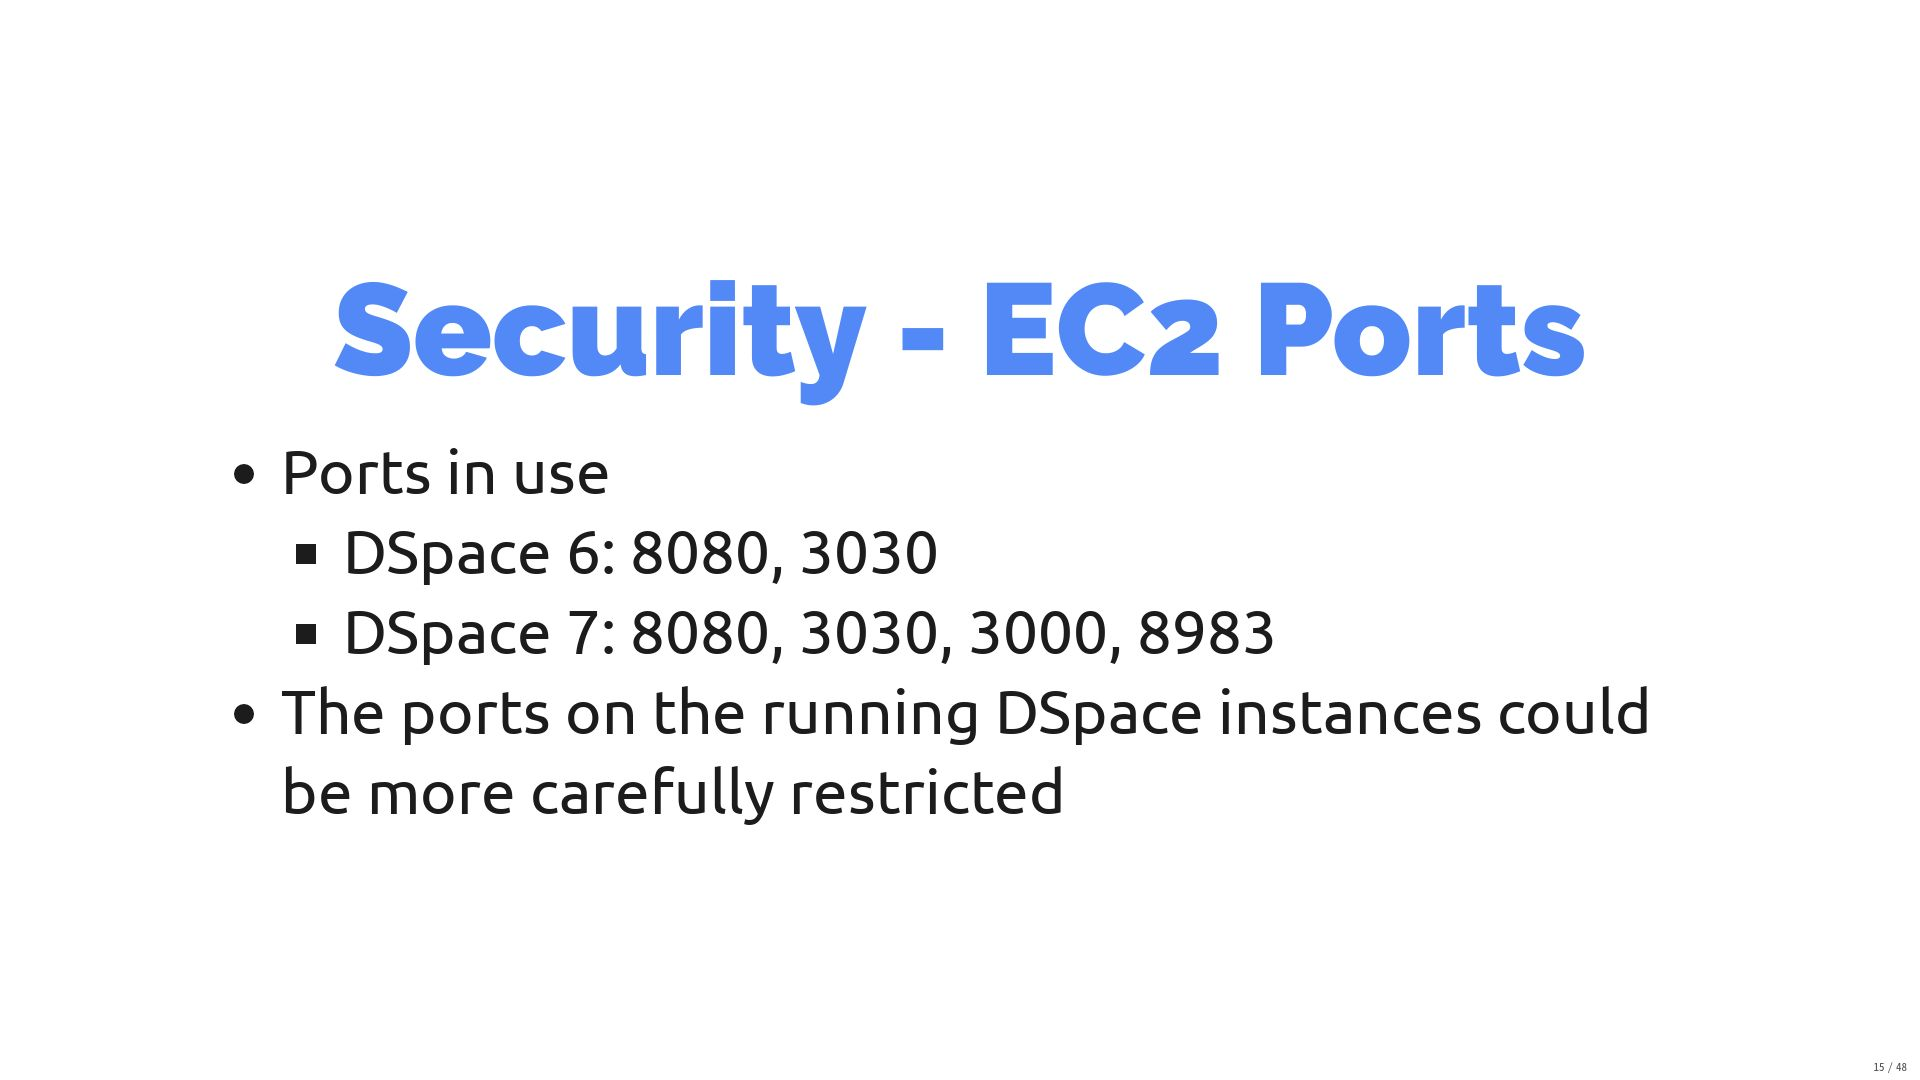 Security - EC2 Ports
Ports in use
DSpace 6: 8080, 3030
DSpace 7: 8080, 3030, 3000, 8983
The ports on the running DSpace instances could
be more carefully restricted
15 / 48